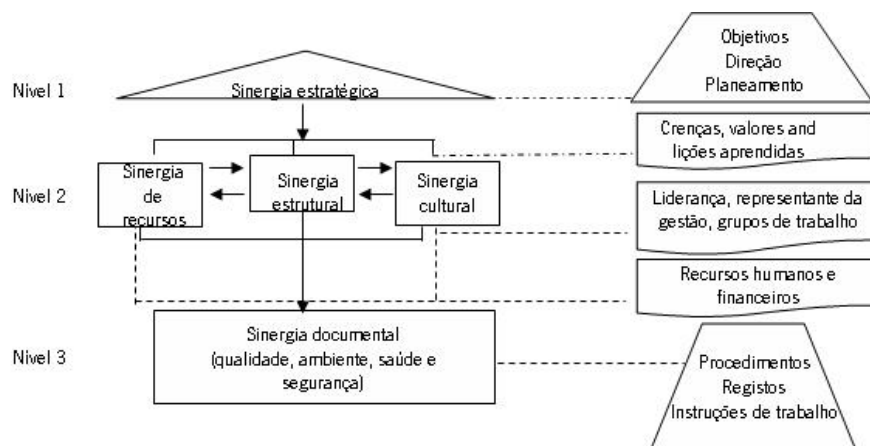 Nivel 1
Sinergia estratégica
Objetivos
Direção
Planeamento
Crenças, valores and
lições aprendidas
Nivel 2
Sinergia
de
recursos
Sinergia
estrutural
Sinergia
cultural
Liderança, representante da
gestão, grupos de trabalho
Recursos humanos e
financeiros
Nivel 3
Sinergia documental
(qualidade, ambiente, saúde e
segurança)
Procedimentos
Registos
Instruções de trabalho